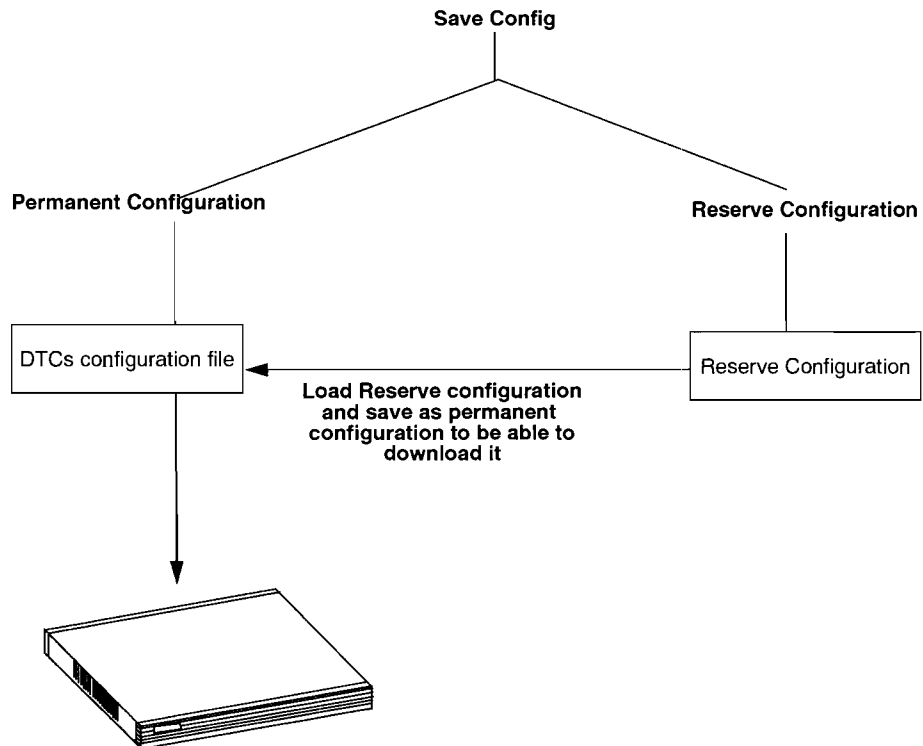 Save Config
Permanent Configuration
Reserve Configuration
DTCs configuration file
Reserve Configuration
Load Reserve configuration
and save as permanent
configuration to be able to
download it